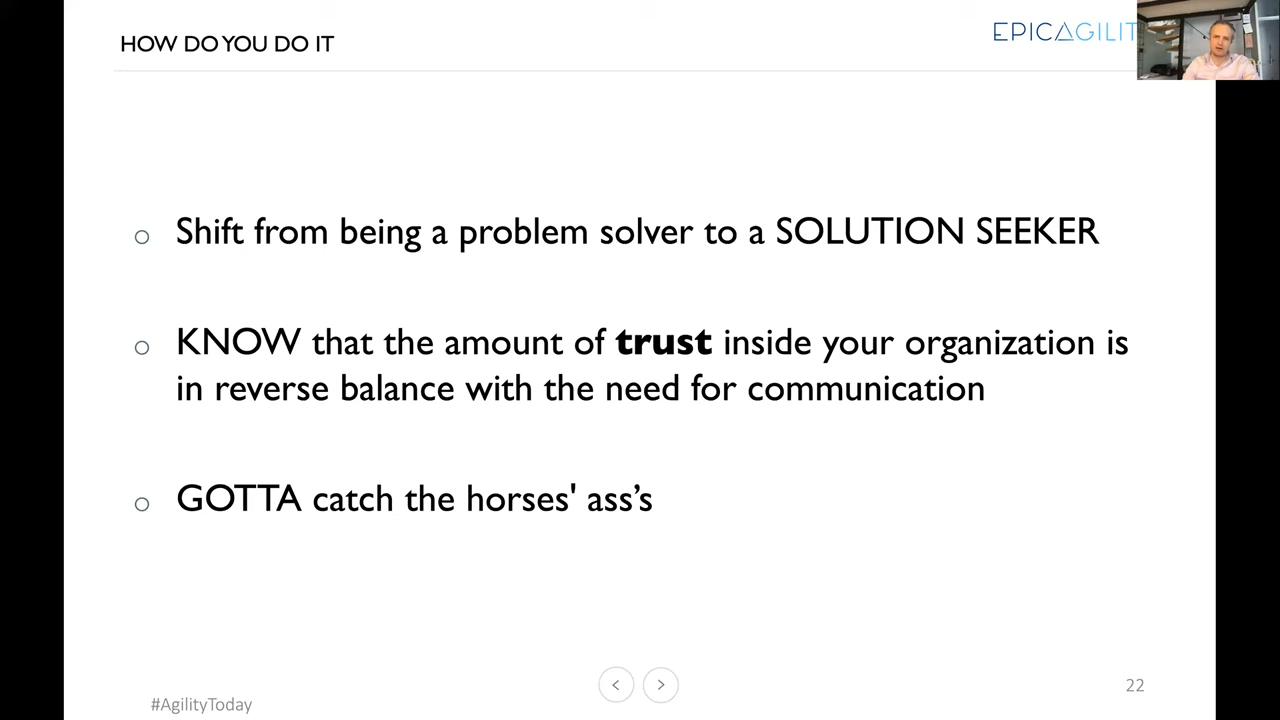 HOW DO YOU DO IT
EPICAGILIT
Shift from being a problem solver to a SOLUTION SEEKER
KNOW that the amount of trust inside your organization is
in reverse balance with the need for communication
GOTTA catch the horses' ass’s
#AgilityToday
22